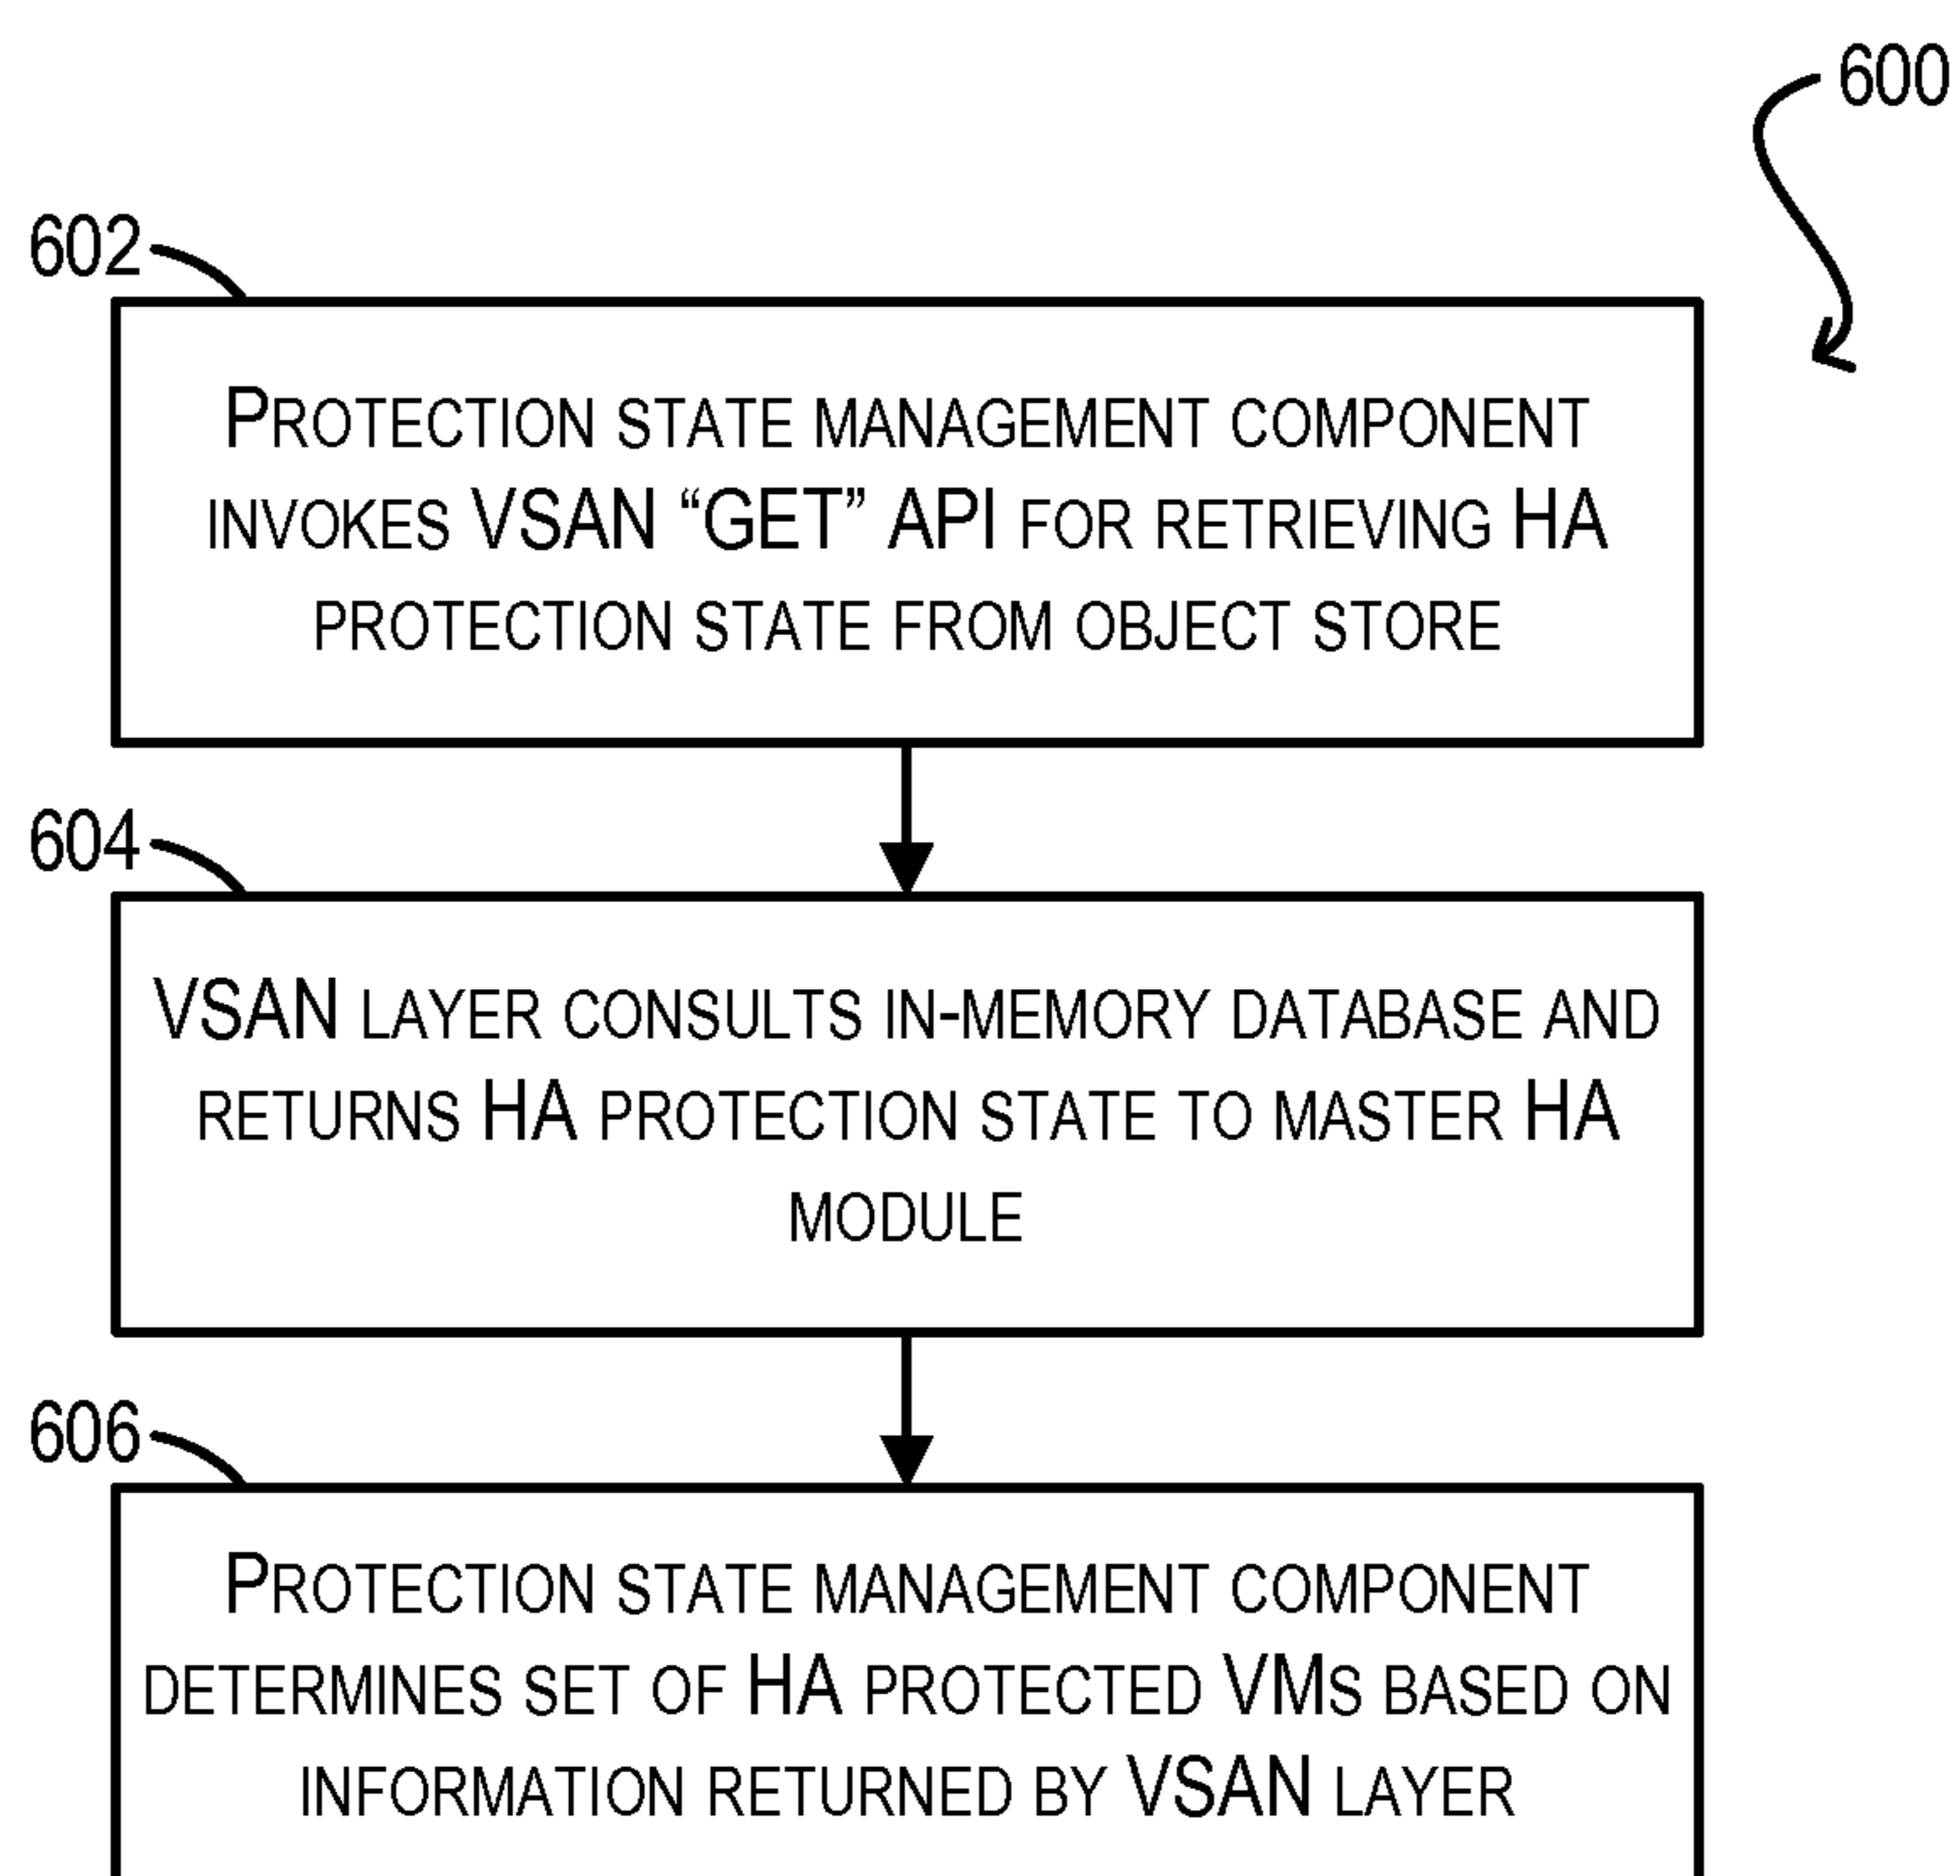 600
602
PROTECTION STATE MANAGEMENT COMPONENT
INVOKES VSAN “GET” API FOR RETRIEVING HA
PROTECTION STATE FROM OBJECT STORE
604
VSAN LAYER CONSULTS IN-MEMORY DATABASE AND
RETURNS HA PROTECTION STATE TO MASTER HA
MODULE
606
PROTECTION STATE MANAGEMENT COMPONENT
DETERMINES SET OF HA PROTECTED VMS BASED ON
INFORMATION RETURNED BY VSAN LAYER